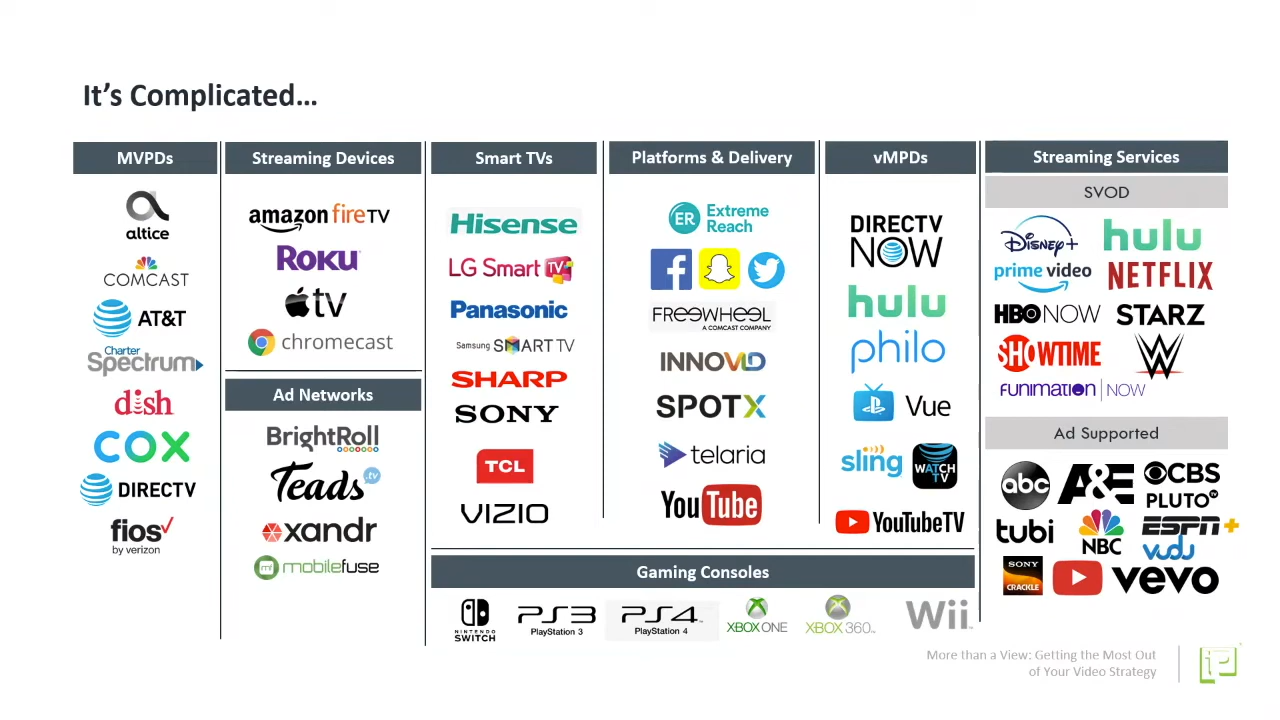 It's Complicated...
MVPDs
altice
COMCAST
AT&T
Charter
Spectrum
dish
COX
DIRECTV
fios
by verizon
Streaming Devices
amazon fireTV
Roku
tv
chromecast
Ad Networks
BrightRoll
Teads
.tv
xandr
mf mobilefuse
Smart TVs
Hisense
LG Smart TV
Panasonic
Samsung SMART TV
SHARP
SONY
TCL
VIZIO
Platforms & Delivery
ER Extreme
Reach
f
FREEWHEEL
A COMCAST COMPANY
INNOVID
SPOTX
telaria
YouTube
vMPDs
DIRECTV
NOW
hulu
philo
Vue
sling
WATCH
TV
YouTubeTV
Gaming Consoles
NINTENDO
SWITCH
PS3
PlayStation 3
PS4
PlayStation 4
XBOX ONE
XBOX 360
Wii
Streaming Services
SVOD
Disney+
hulu
prime video
NETFLIX
HBO NOW
STARZ
SHOWTIME
W
FUNIMATION | NOW
Ad Supported
abc
A&E
CBS
PLUTO tv
tubi
NBC
ESPN+
vudu
SONY
CRACKLE
vevo
More than a View: Getting the Most Out
of Your Video Strategy